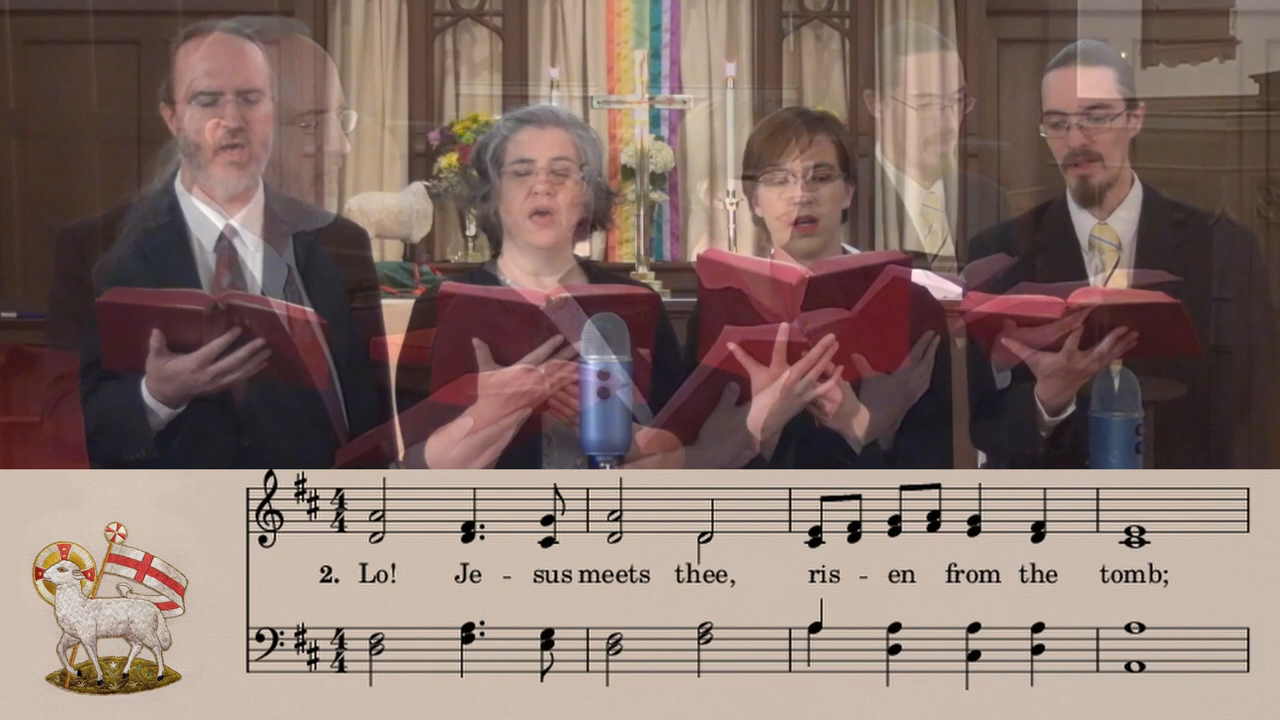 2. Lo! Je - sus meets thee, ris - en from the tomb;